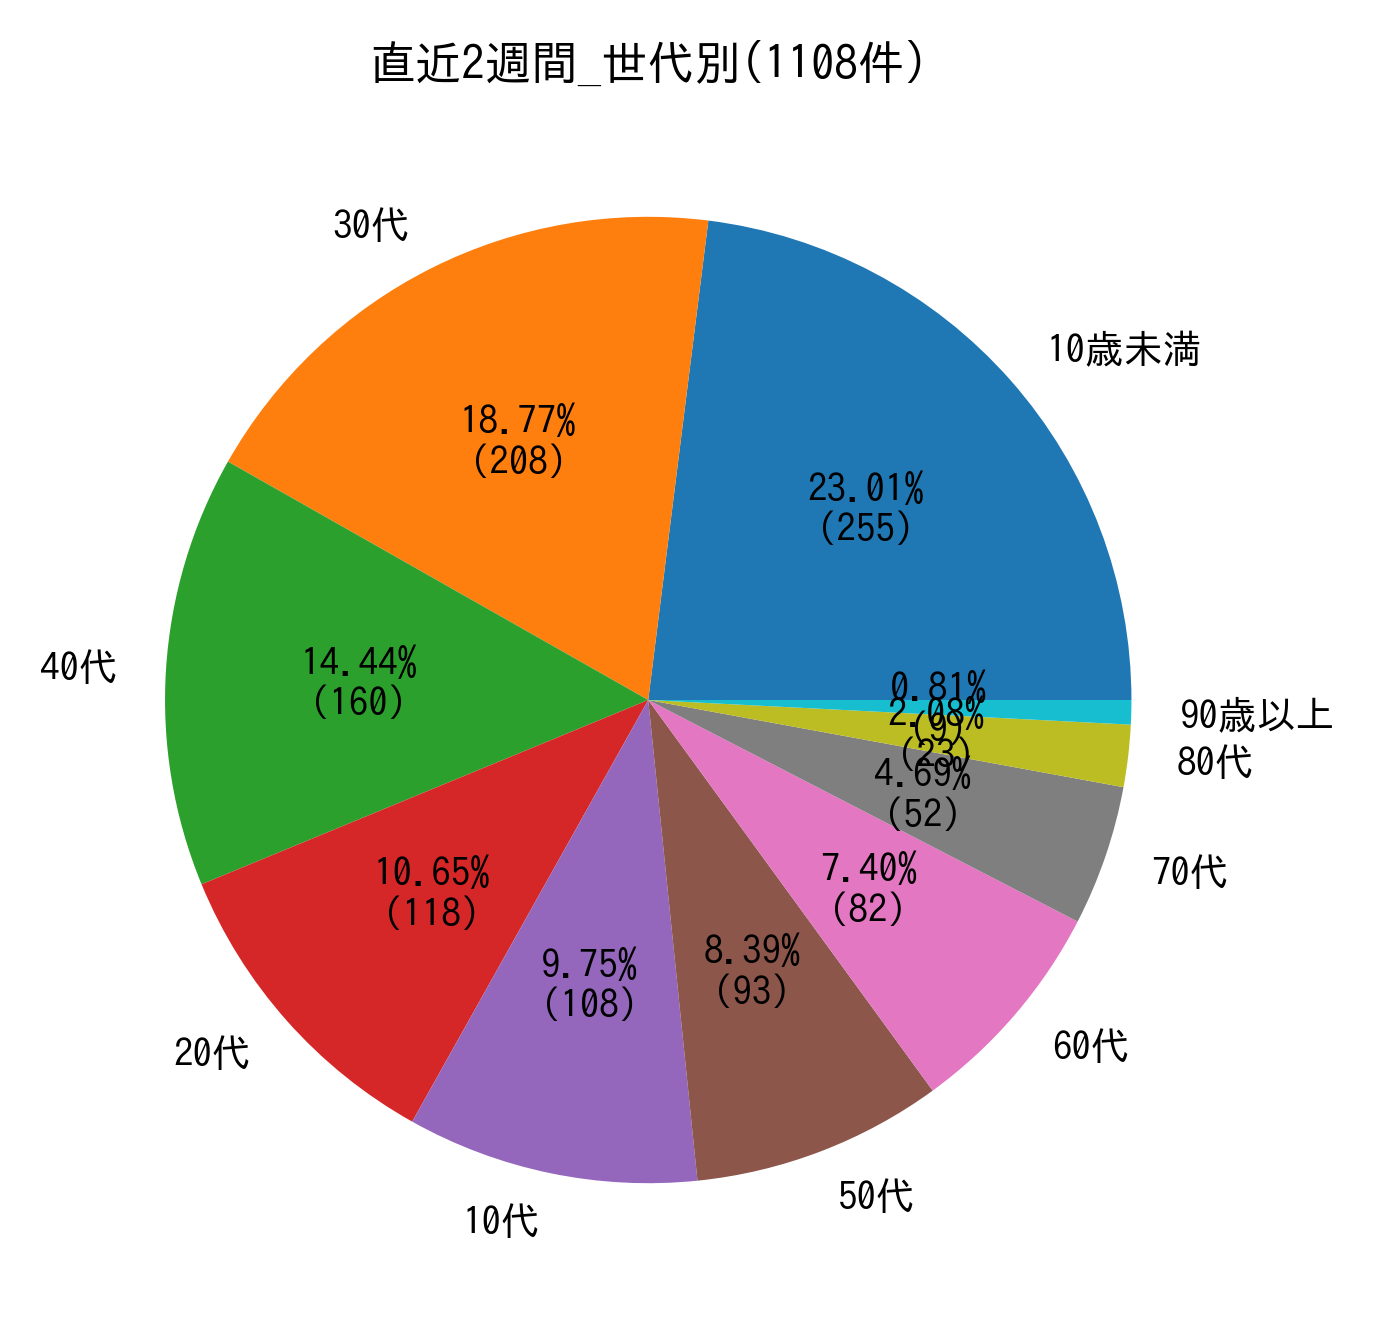 直近2週間_世代別(1108件)
30代
10歳未満
18.77%
(208)
23.01%
(255)
40代
14.44%
(160)
0.81%
(9)
90歳以上
2.08%
(23)
80代
4.69%
(52)
70代
10.65%
(118)
7.40%
(82)
9.75%
(108)
8.39%
(93)
20代
60代
10代
50代